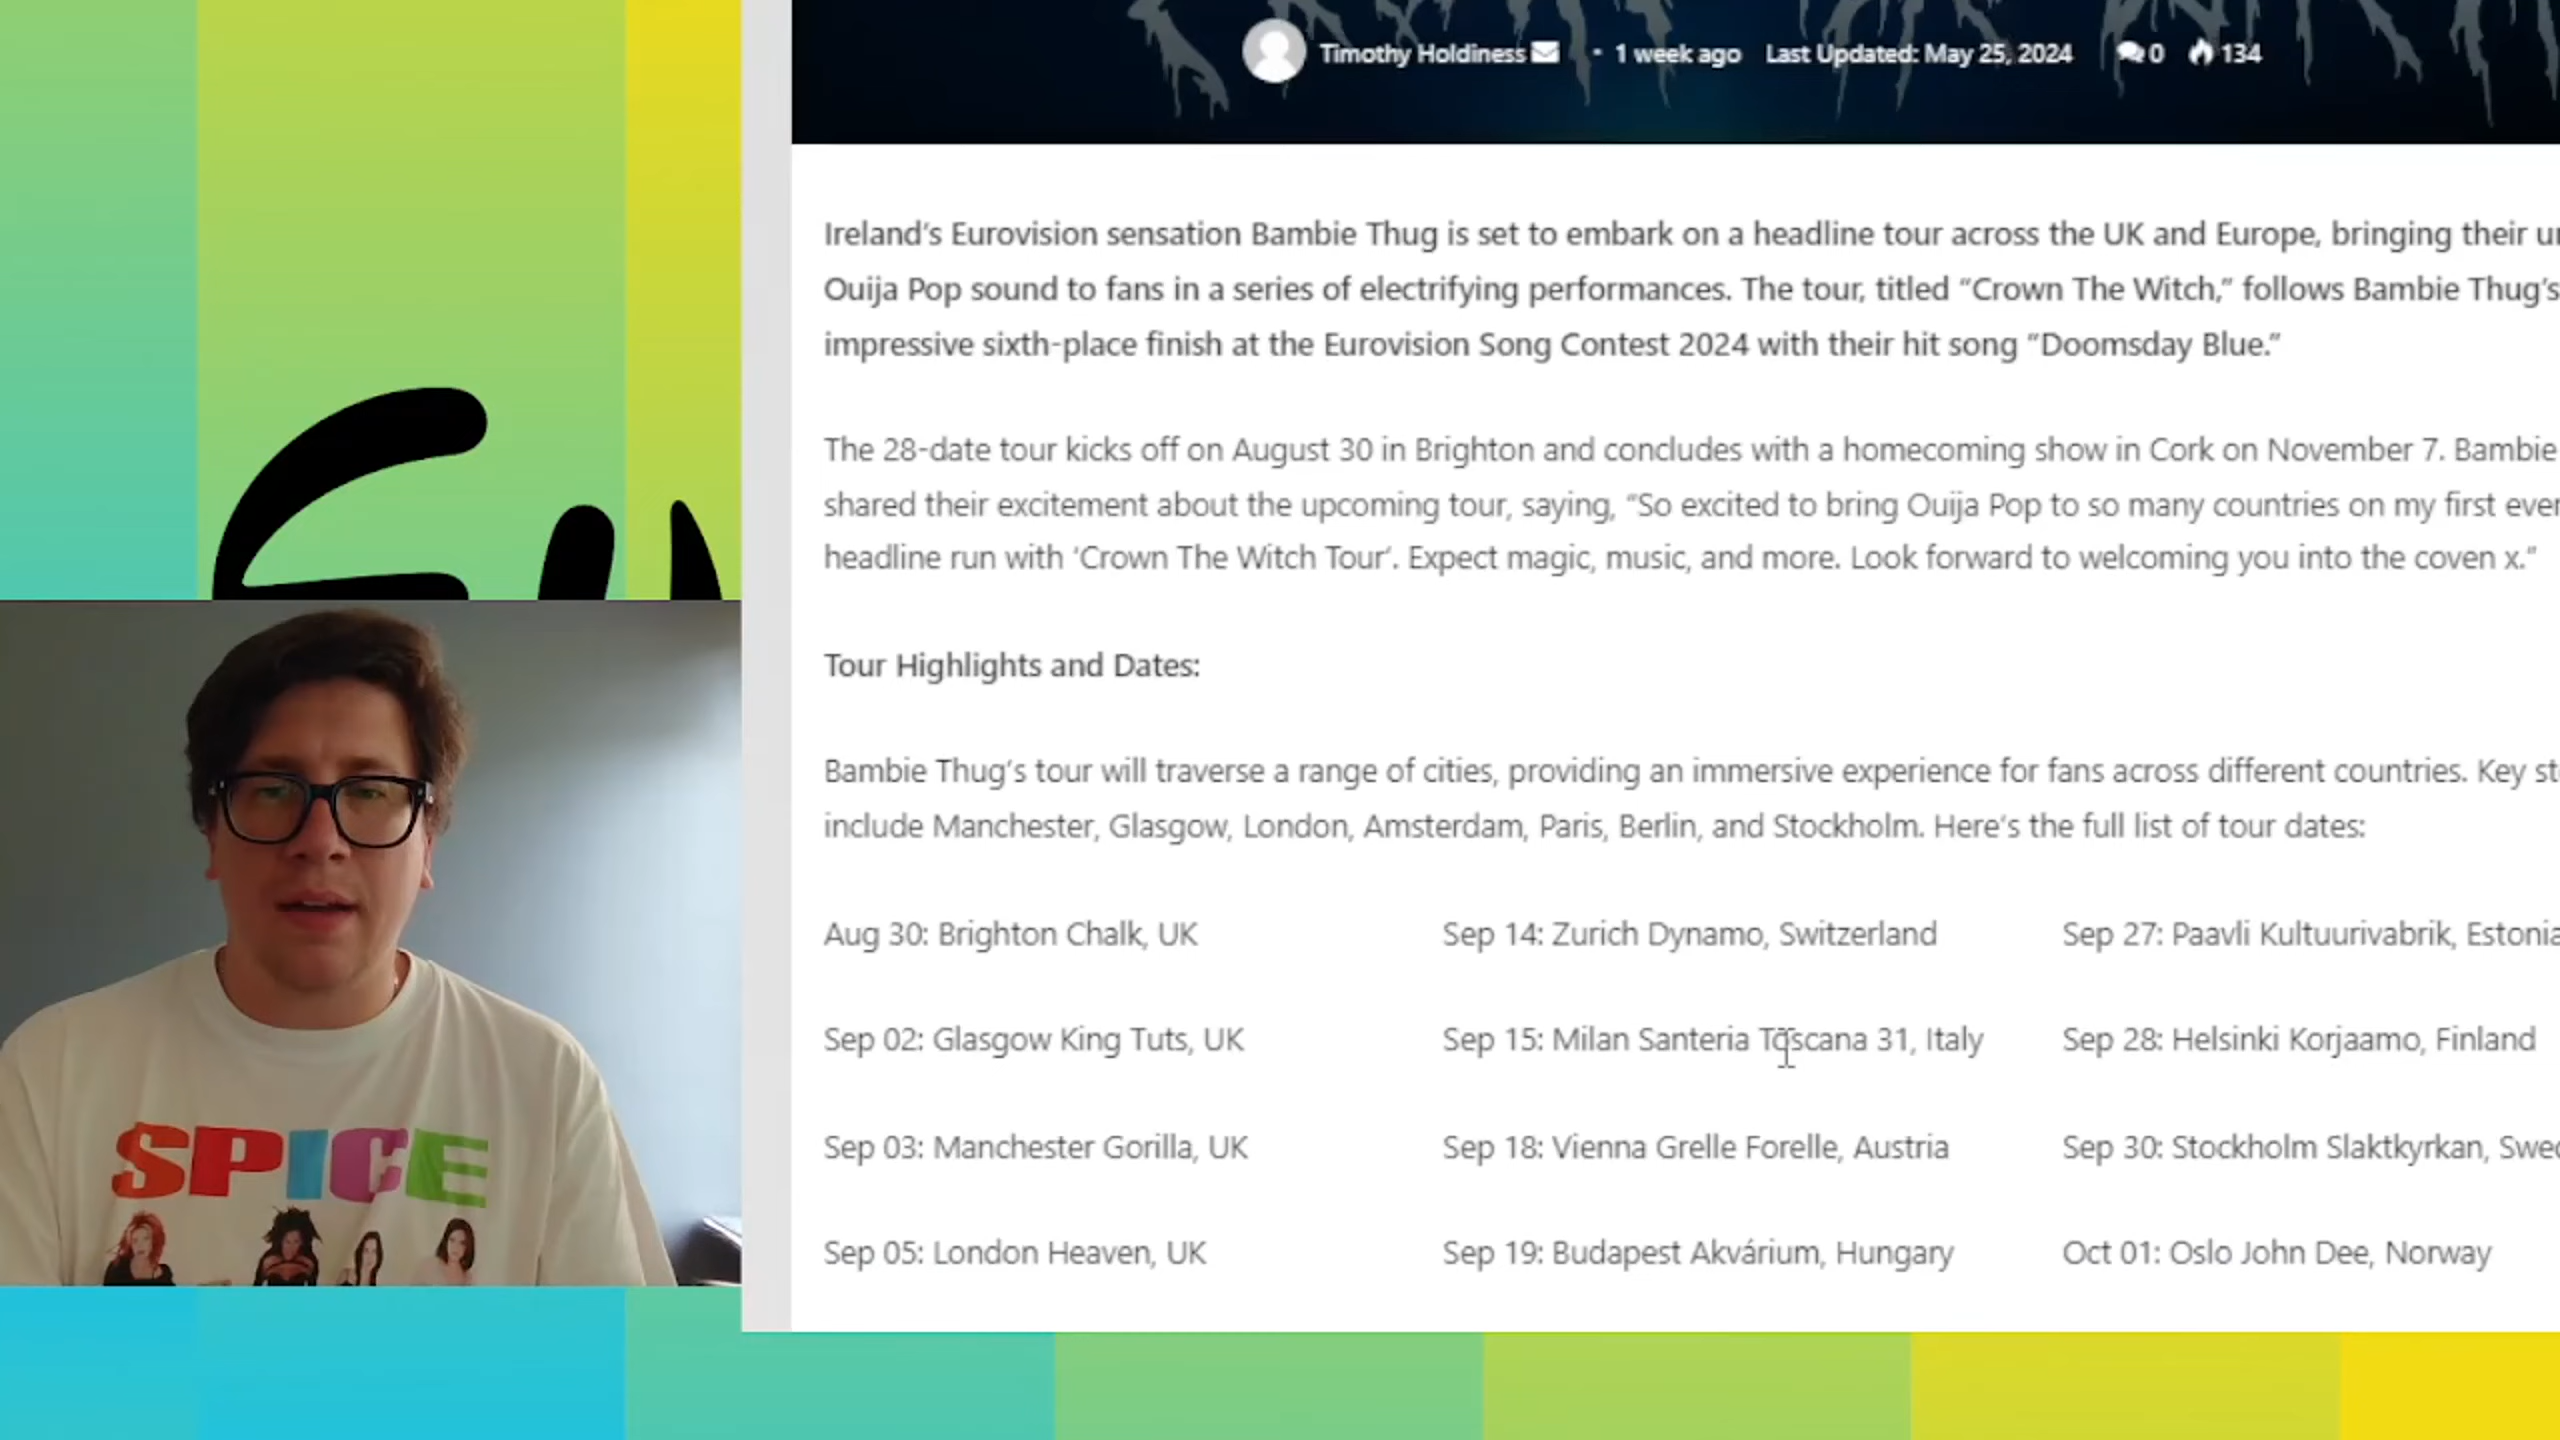 Timothy Holdiness · 1 week ago Last Updated: May 25, 2024 0 134
Ireland’s Eurovision sensation Bambie Thug is set to embark on a headline tour across the UK and Europe, bringing their
Ouija Pop sound to fans in a series of electrifying performances. The tour, titled “Crown The Witch,” follows Bambie Thug’s
impressive sixth-place finish at the Eurovision Song Contest 2024 with their hit song “Doomsday Blue.”
The 28-date tour kicks off on August 30 in Brighton and concludes with a homecoming show in Cork on November 7. Bambie
shared their excitement about the upcoming tour, saying, “So excited to bring Ouija Pop to so many countries on my first ever
headline run with ‘Crown The Witch Tour’. Expect magic, music, and more. Look forward to welcoming you into the coven x.”
Tour Highlights and Dates:
Bambie Thug’s tour will traverse a range of cities, providing an immersive experience for fans across different countries. Key
include Manchester, Glasgow, London, Amsterdam, Paris, Berlin, and Stockholm. Here’s the full list of tour dates:
Aug 30: Brighton Chalk, UK
Sep 02: Glasgow King Tuts, UK
Sep 03: Manchester Gorilla, UK
Sep 05: London Heaven, UK
Sep 14: Zurich Dynamo, Switzerland
Sep 15: Milan Santeria Toscana 31, Italy
Sep 18: Vienna Grelle Forelle, Austria
Sep 19: Budapest Akvárium, Hungary
Sep 27: Paavli Kultuurivabrik, Estonia
Sep 28: Helsinki Korjaamo, Finland
Sep 30: Stockholm Slaktkyrkan,
Oct 01: Oslo John Dee, Norway
SPICE